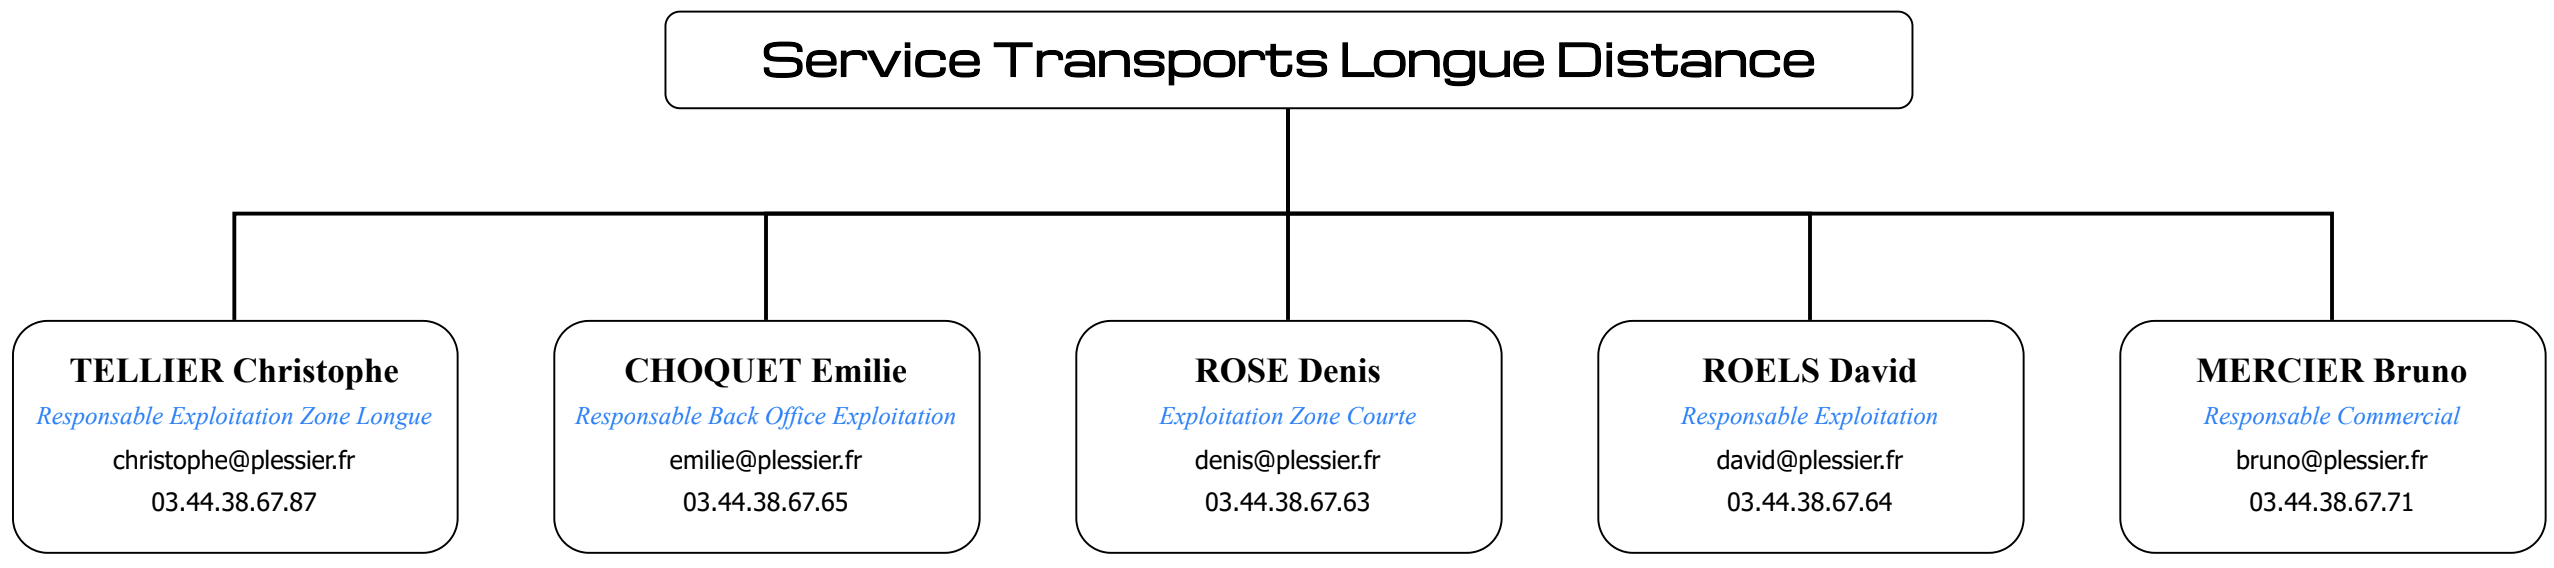 Service Transports Longue Distance
TELLIER Christophe
Responsable Exploitation Zone Longue
christophe@plessier.fr
03.44.38.67.87
CHOQUET Emilie
Responsable Back Office Exploitation
emilie@plessier.fr
03.44.38.67.65
ROSE Denis
Exploitation Zone Courte
denis@plessier.fr
03.44.38.67.63
ROELS David
Responsable Exploitation
david@plessier.fr
03.44.38.67.64
MERCIER Bruno
Responsable Commercial
bruno@plessier.fr
03.44.38.67.71